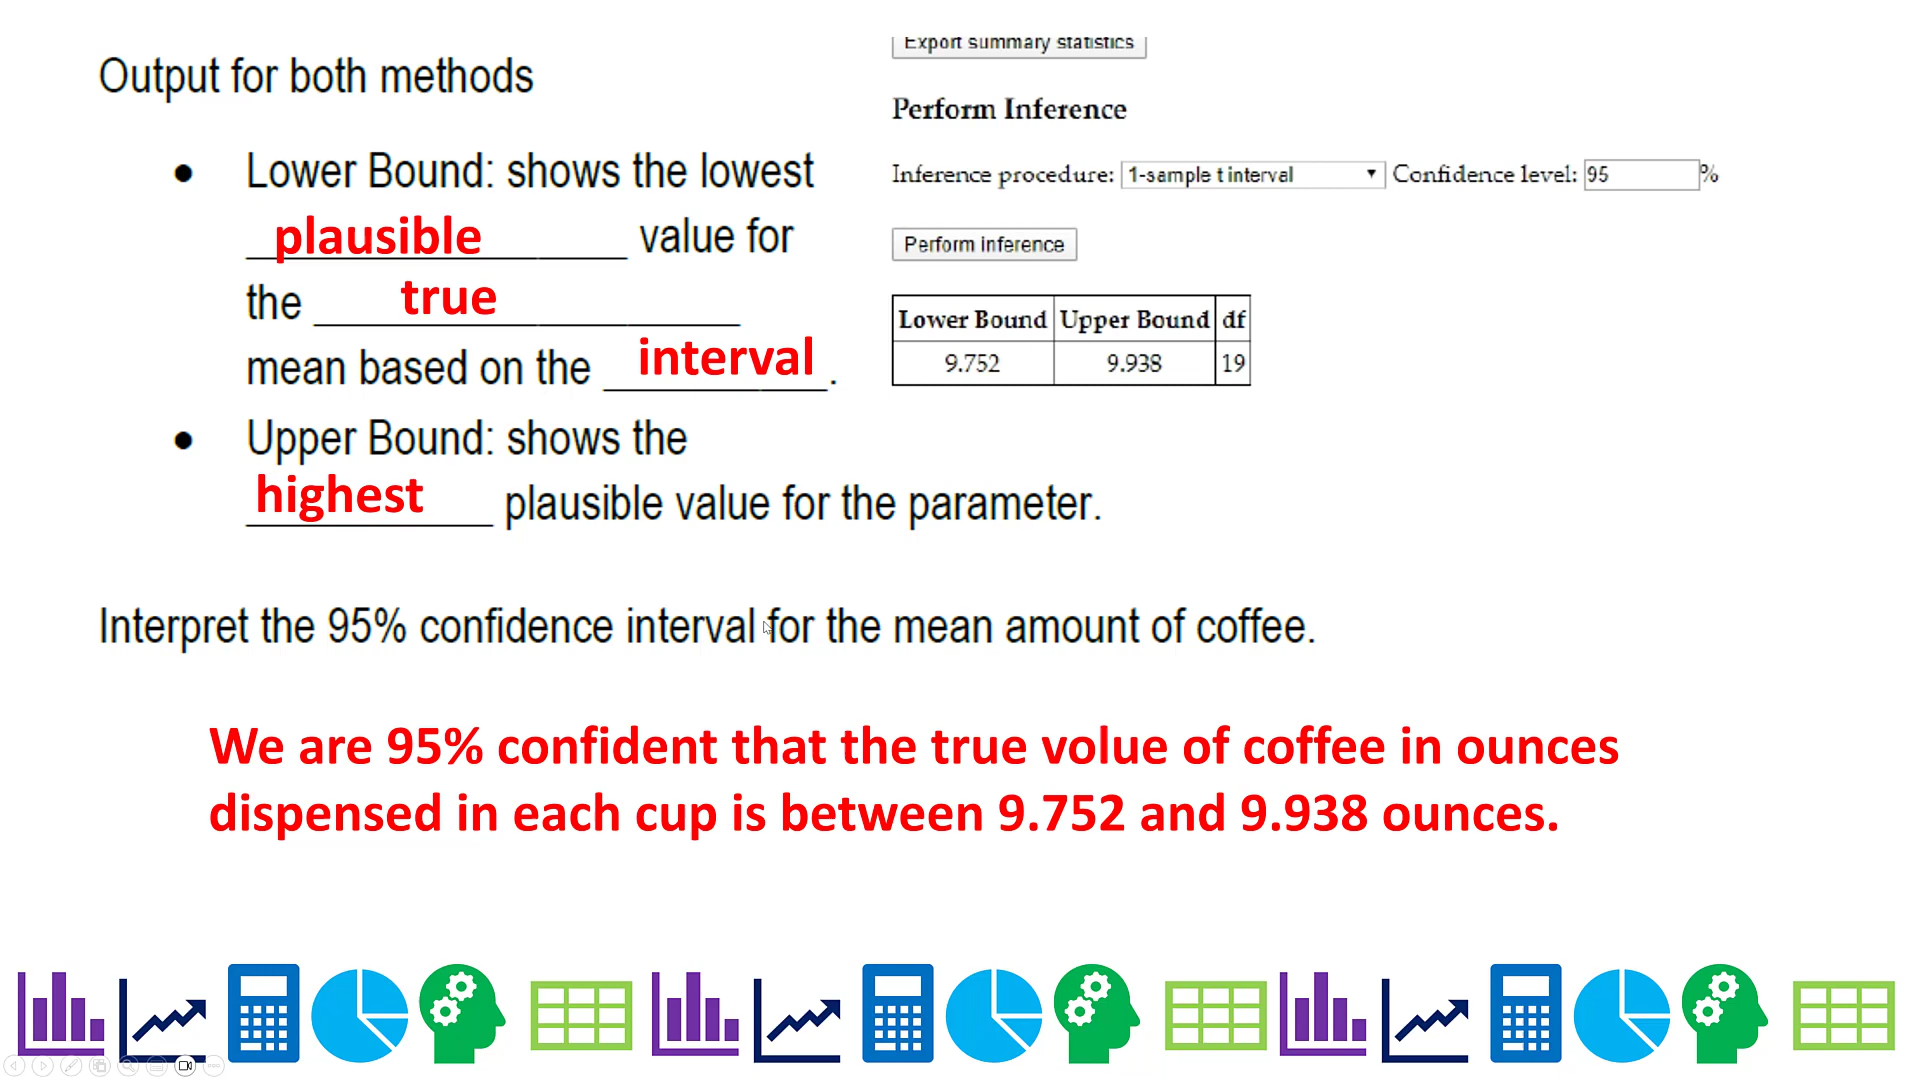 Output for both methods
• Lower Bound: shows the lowest
plausible value for
the true
mean based on the interval.
• Upper Bound: shows the
highest plausible value for the parameter.
Export summary statistics
Perform Inference
Inference procedure: 1-sample t interval Confidence level: 95 %
Perform inference
Lower Bound Upper Bound df
9.752 9.938 19
Interpret the 95% confidence interval for the mean amount of coffee.
We are 95% confident that the true volue of coffee in ounces
dispensed in each cup is between 9.752 and 9.938 ounces.